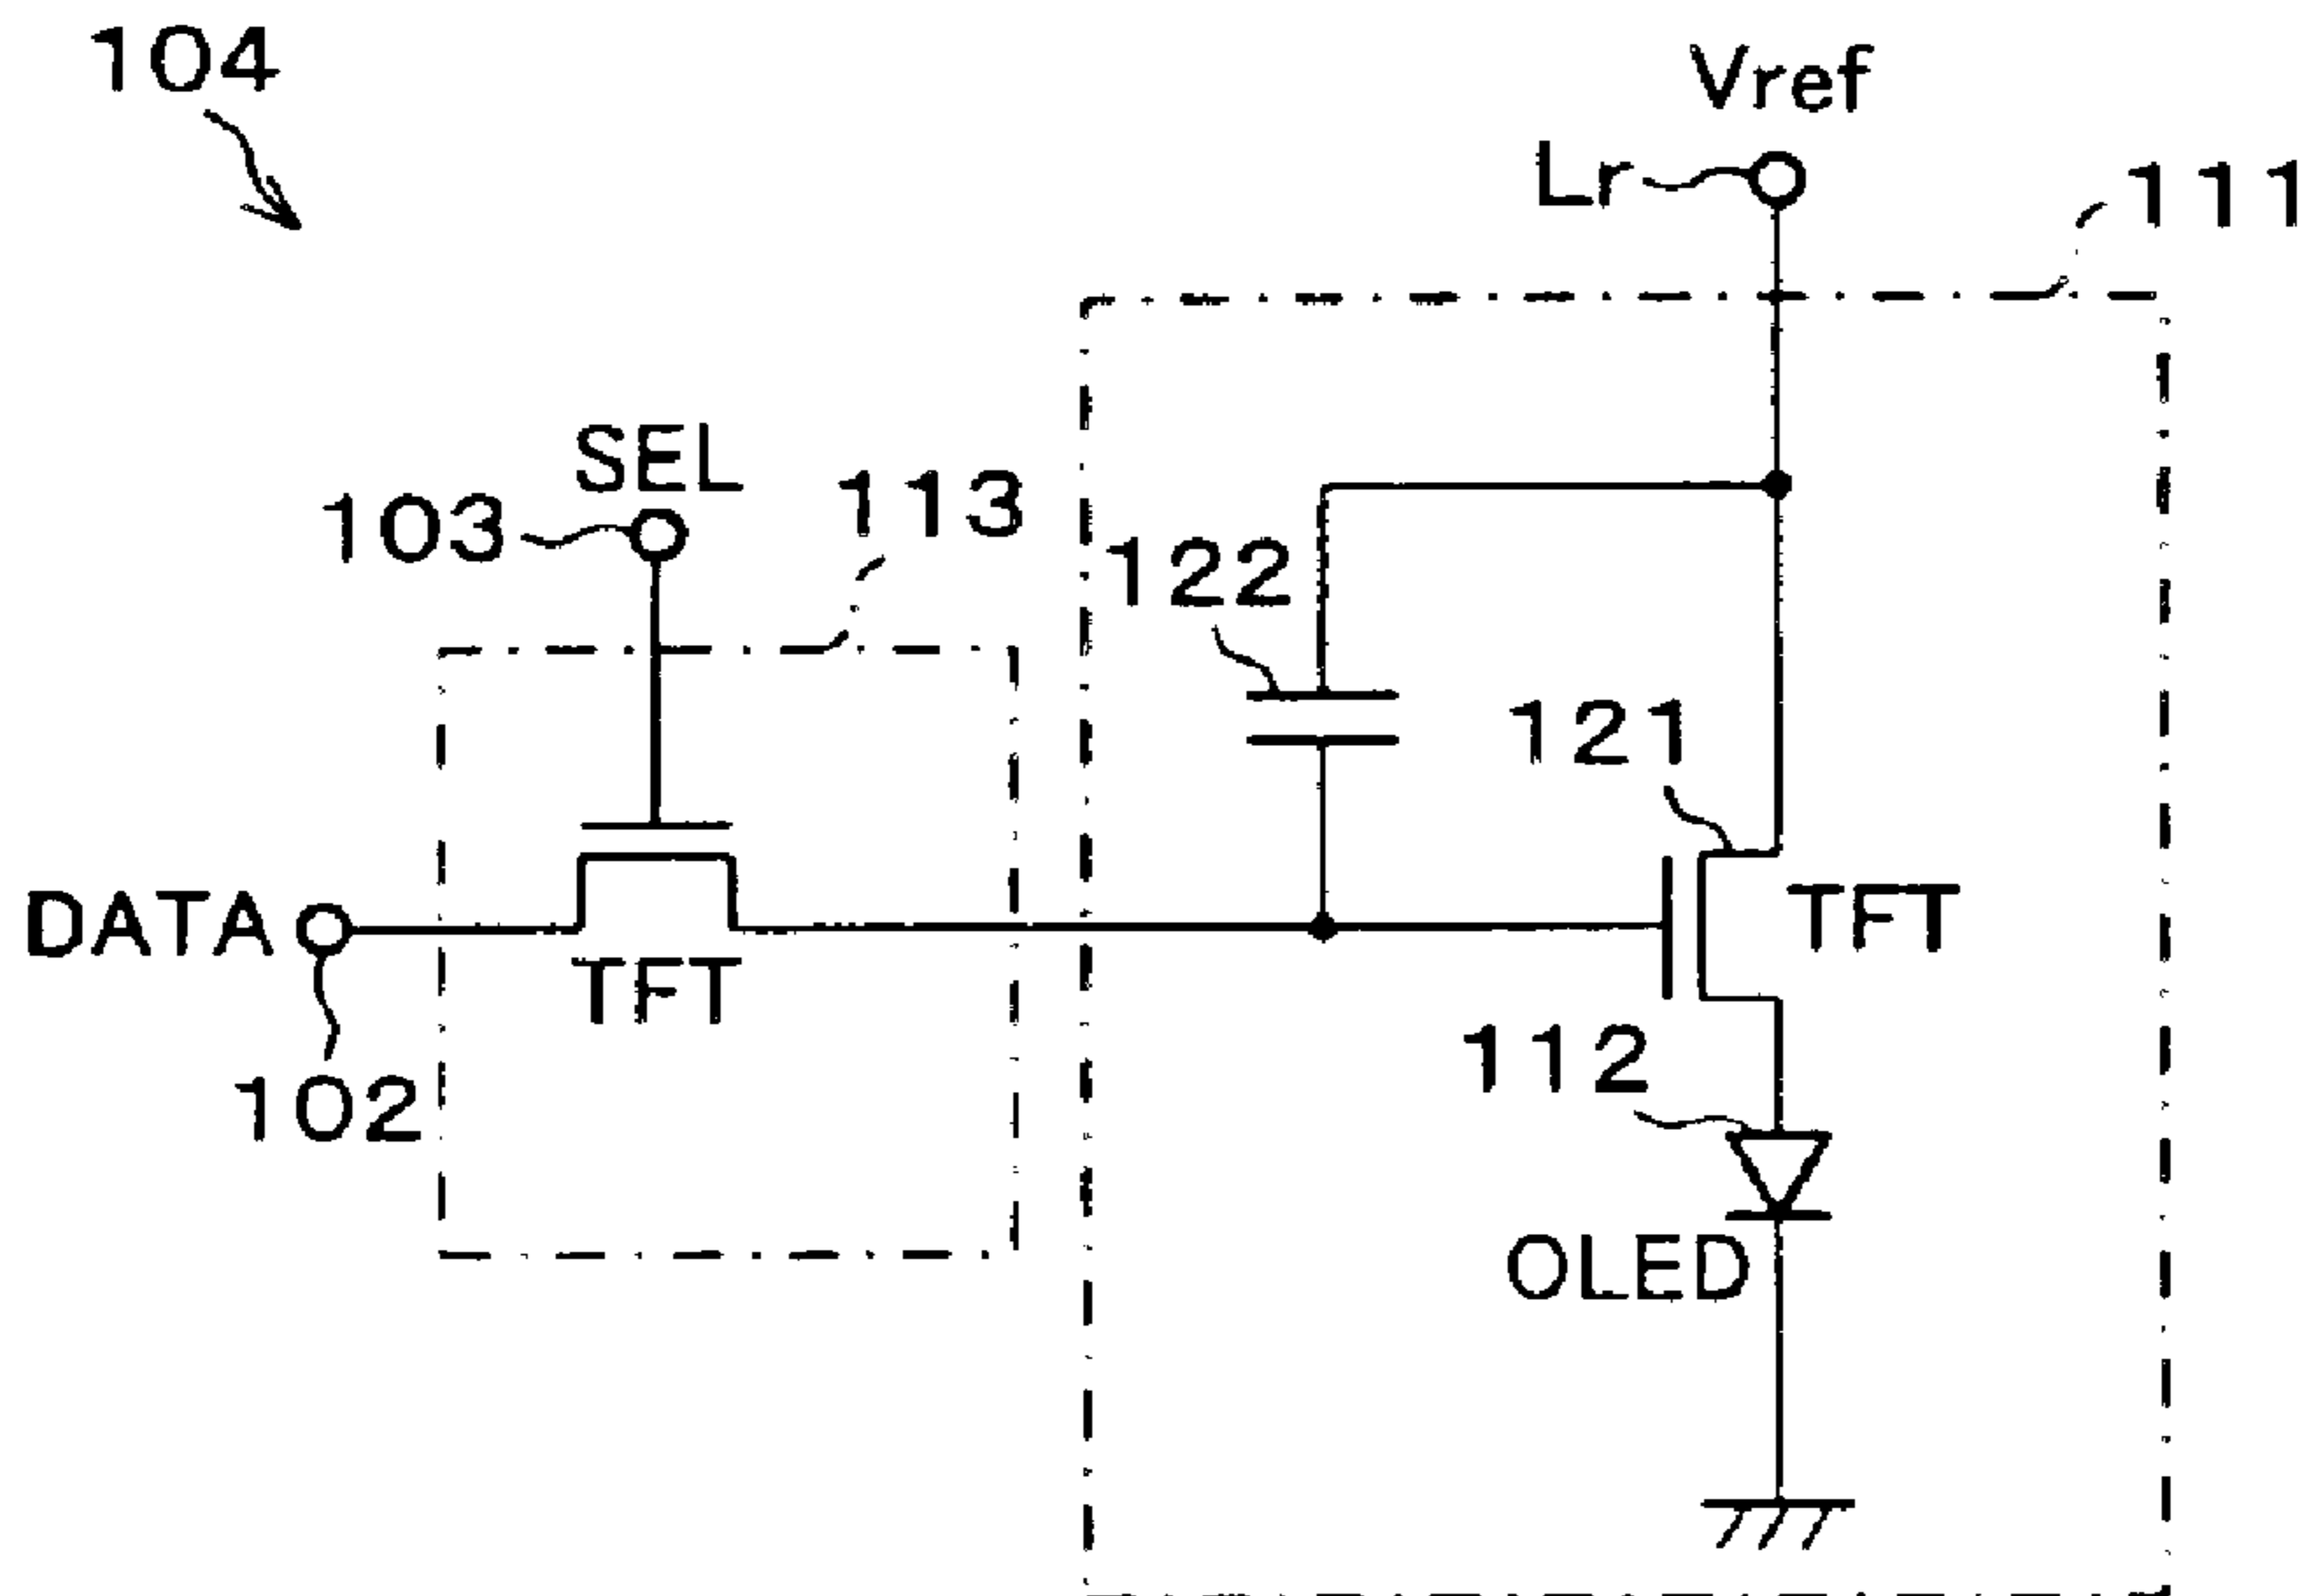 104
Vref
Lr
111
SEL
103
113
122
121
DATA
TFT
TFT
102
112
OLED